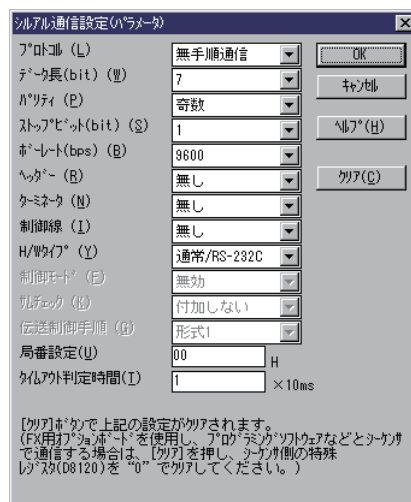 ｼﾘｱﾙ通信設定(ﾊﾟﾗﾒｰﾀ)
ﾌﾟﾛﾄｺﾙ (L) 無手順通信 OK
ﾃﾞｰﾀ長(bit) (W) 7 ｷｬﾝｾﾙ
ﾊﾟﾘﾃｨ (P) 奇数
ｽﾄｯﾌﾟﾋﾞｯﾄ(bit) (S) 1 ﾍﾙﾌﾟ(H)
ﾎﾞｰﾚｰﾄ(bps) (B) 9600
ﾍｯﾀﾞｰ (R) 無し ｸﾘｱ(C)
ﾀｰﾐﾈｰﾀ (N) 無し
制御線 (I) 無し
H/Wﾀｲﾌﾟ (Y) 通常/RS-232C
制御ﾓｰﾄﾞ (E) 無効
ｻﾑﾁｪｯｸ (K) 付加しない
伝送制御手順 (G) 形式1
局番設定(U) 00 H
ﾀｲﾑｱｳﾄ判定時間(T) 1 ×10ms
[ｸﾘｱ]ﾎﾞﾀﾝで上記の設定がｸﾘｱされます。
(FX用ｵﾌﾟｼｮﾝﾎﾞｰﾄﾞを使用し、ﾌﾟﾛｸﾞﾗﾐﾝｸﾞｿﾌﾄｳｪｱなどとｼｰｹﾝｻ
で通信する場合は、[ｸﾘｱ]を押し、ｼｰｹﾝｻ側の特殊
ﾚｼﾞｽﾀ(D8120)を "0" でｸﾘｱしてください。)